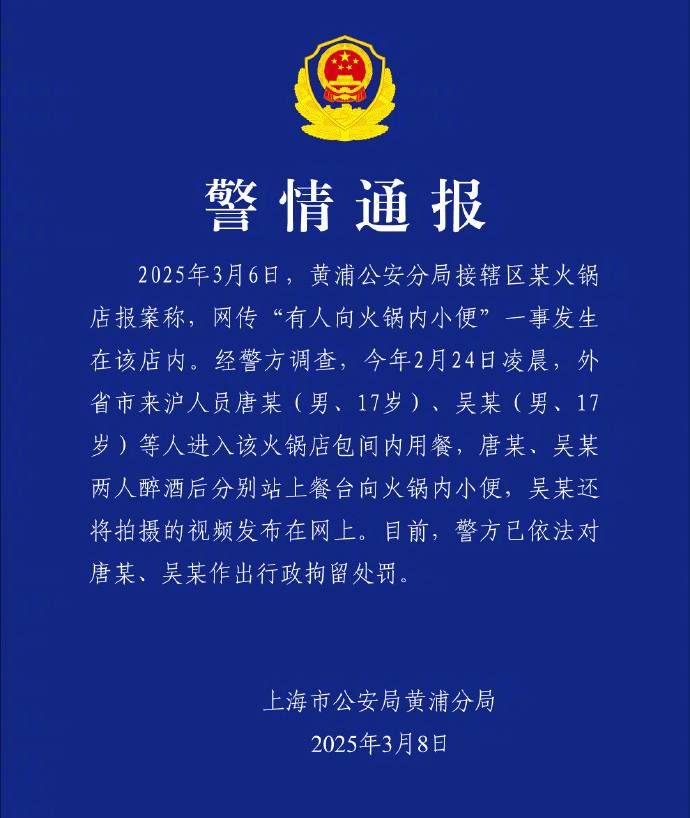 警情通报
2025年3月6日，黄浦公安分局接辖区某火锅
店报案称，网传“有人向火锅内小便”一事发生
在该店内。经警方调查，今年2月24日凌晨，外
省市来沪人员唐某（男、17岁）、吴某（男、17
岁）等人进入该火锅店包间内用餐，唐某、吴某
两人醉酒后分别站上餐台向火锅内小便，吴某还
将拍摄的视频发布在网上。目前，警方已依法对
唐某、吴某作出行政拘留处罚。
上海市公安局黄浦分局
2025年3月8日